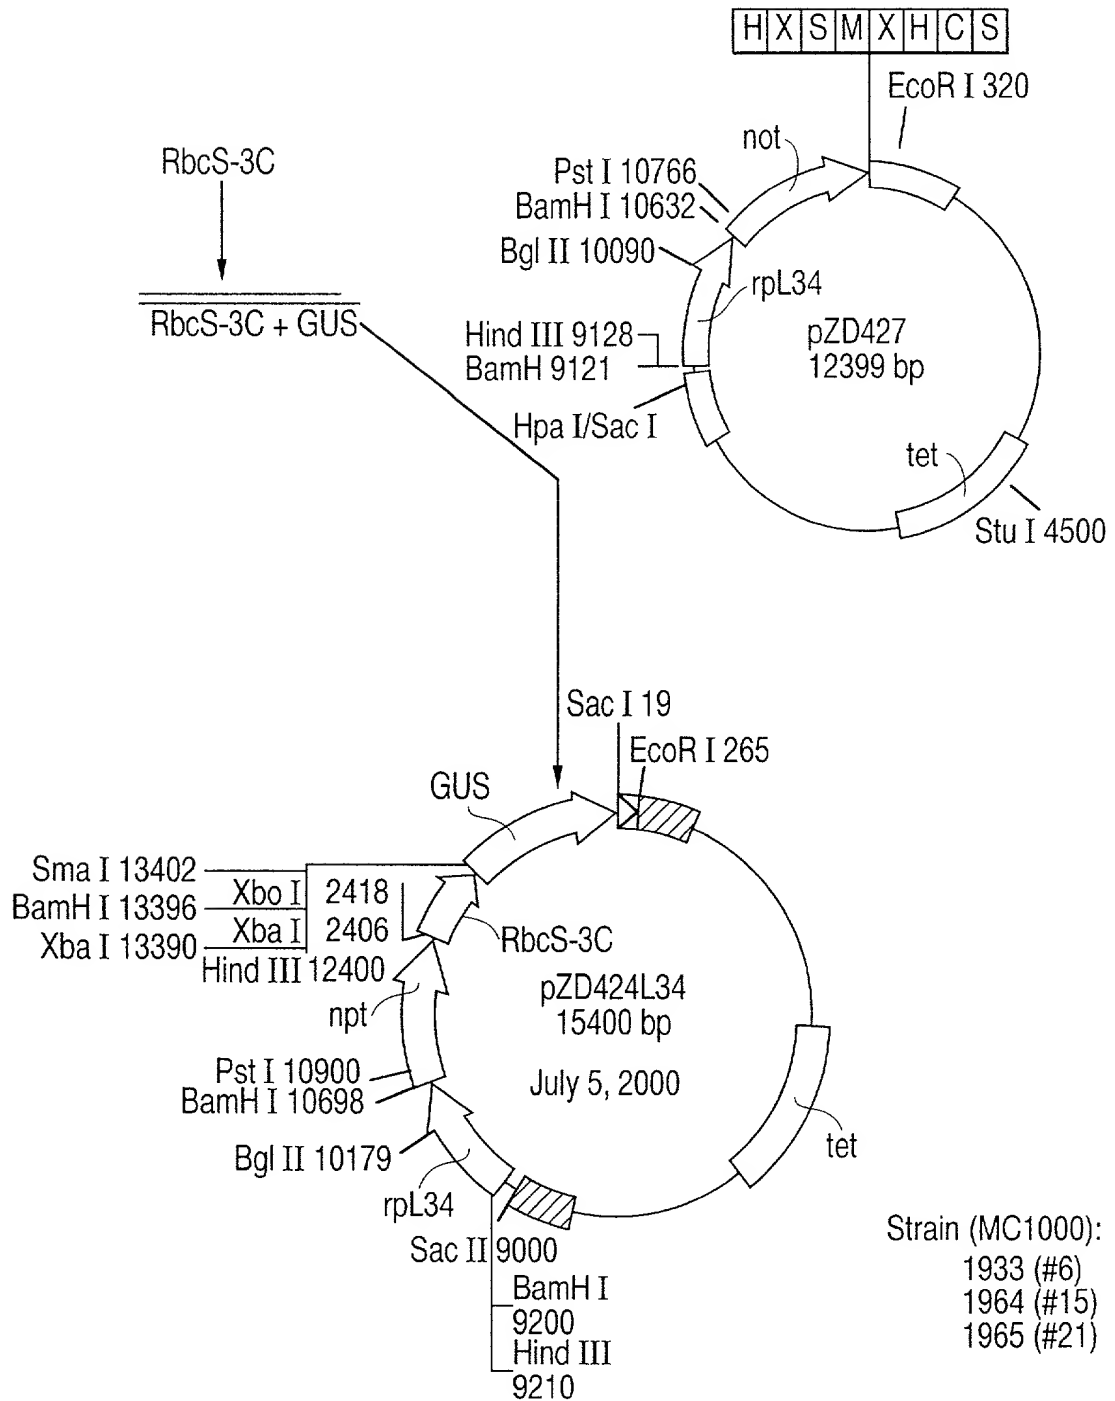 H X S M X H C S
EcoR I 320
not
Pst I 10766
BamH I 10632
Bgl II 10090
rpL34
Hind III 9128
BamH 9121
Hpa I/Sac I
pZD427
12399 bp
tet
Stu I 4500
RbcS-3C
RbcS-3C + GUS
Sac I 19
EcoR I 265
GUS
Sma I 13402
BamH I 13396
Xba I 13390
Xbo I 2418
Xba I 2406
Hind III 12400
RbcS-3C
npt
pZD424L34
15400 bp
July 5, 2000
Pst I 10900
BamH I 10698
Bgl II 10179
rpL34
tet
Sac II 9000
BamH I
9200
Hind III
9210
Strain (MC1000):
1933 (#6)
1964 (#15)
1965 (#21)